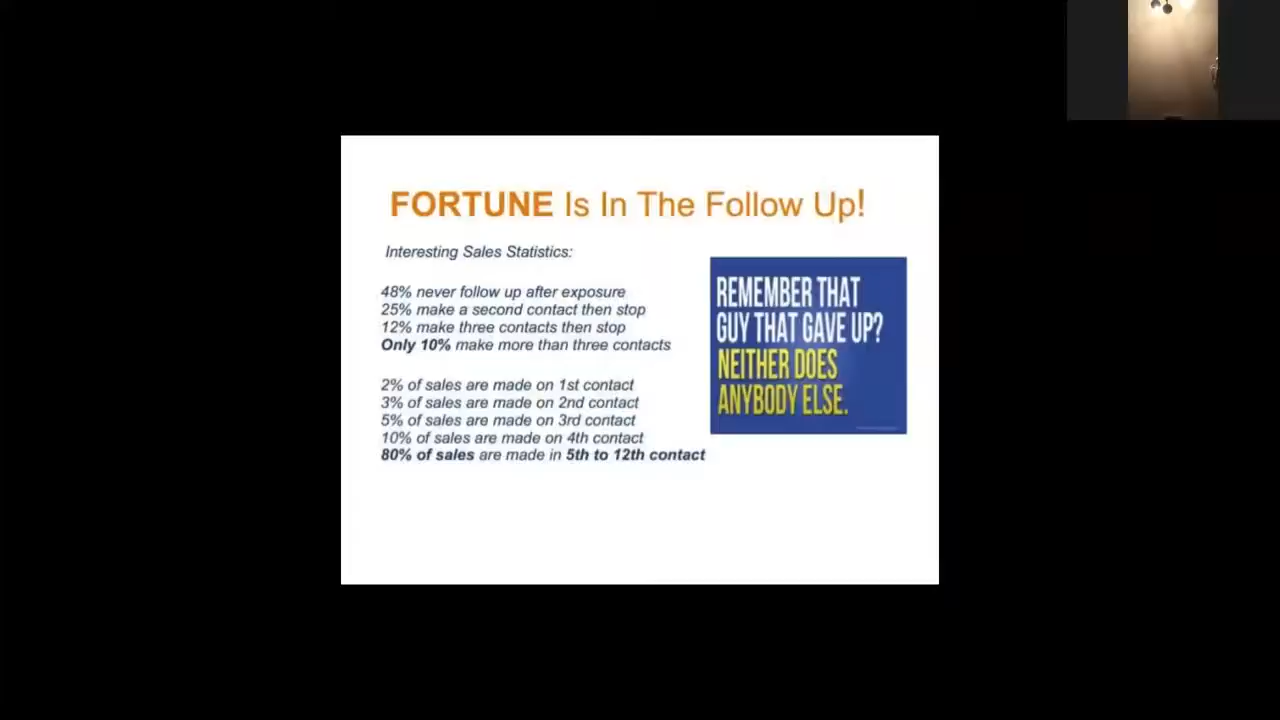 FORTUNE Is In The Follow Up!
Interesting Sales Statistics:
48% never follow up after exposure
25% make a second contact then stop
12% make three contacts then stop
Only 10% make more than three contacts
2% of sales are made on 1st contact
3% of sales are made on 2nd contact
5% of sales are made on 3rd contact
10% of sales are made on 4th contact
80% of sales are made in 5th to 12th contact
REMEMBER THAT
GUY THAT GAVE UP?
NEITHER DOES
ANYBODY ELSE.